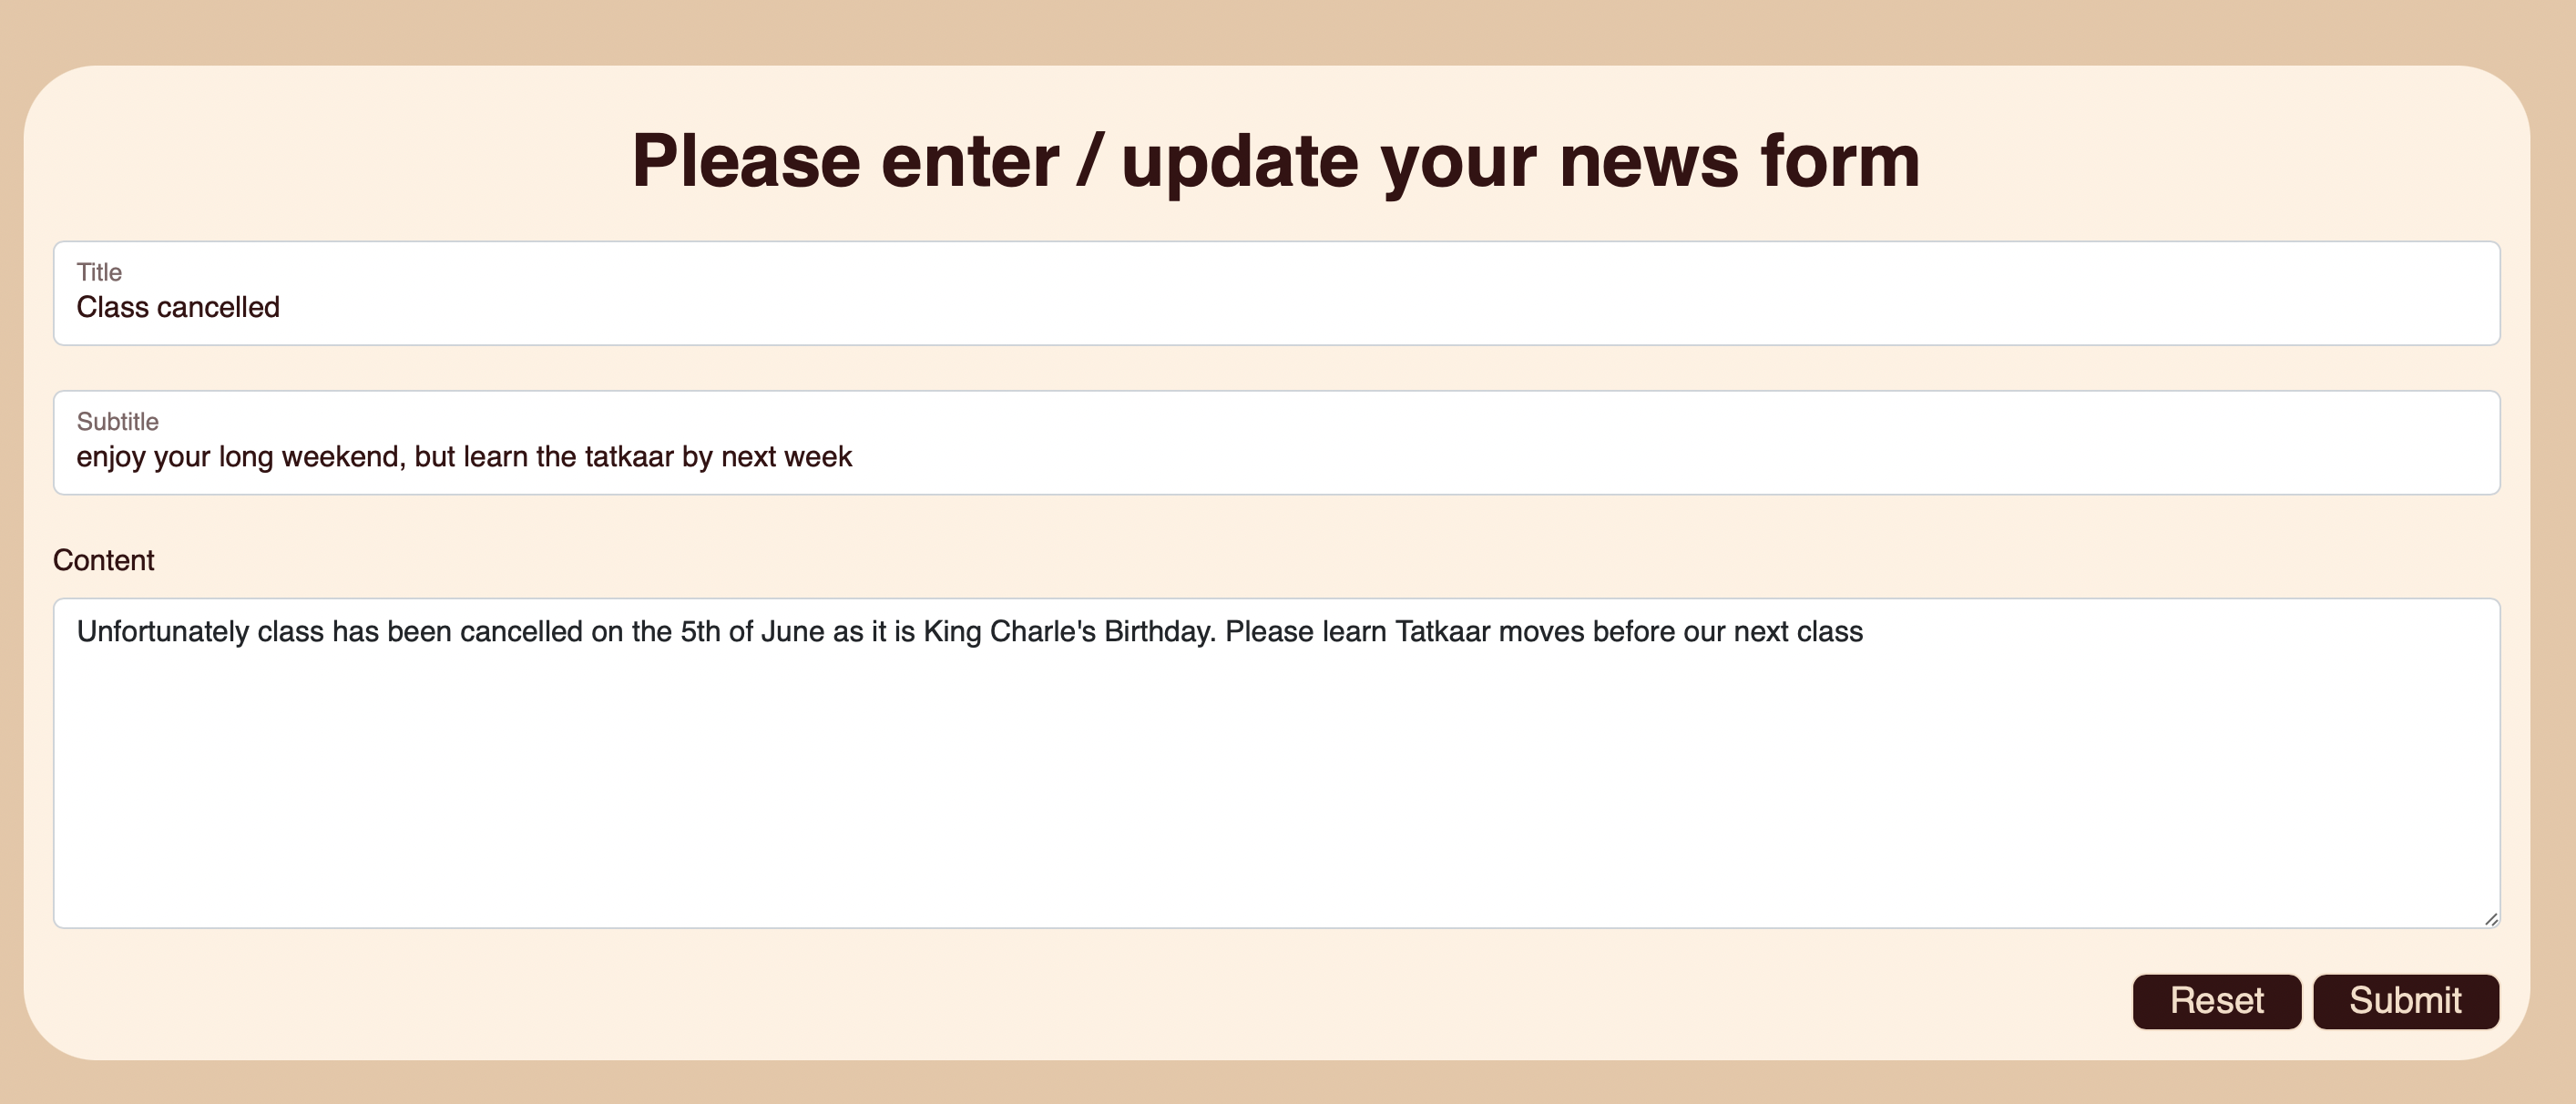 Please enter / update your news form
Title
Class cancelled
Subtitle
enjoy your long weekend, but learn the tatkaar by next week
Content
Unfortunately class has been cancelled on the 5th of June as it is King Charle's Birthday. Please learn Tatkaar moves before our next class
Reset Submit